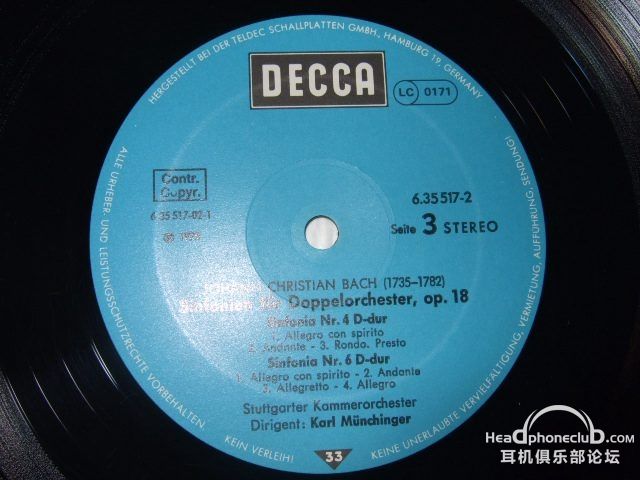 HERGESTELLT BEI DER TELDEC SCHALLPLATTEN GMBH, HAMBURG 19, GERMANY
DECCA
LC 0171
Contr.
Copyr.
6.35517-02-1
6.35517-2
Seite 3 STEREO
CHRISTIAN BACH (1735–1782)
Sinfonien für Doppelorchester, op. 18
Sinfonia Nr. 4 D-dur
1. Allegro con spirito
2. Andante - 3. Rondo. Presto
Sinfonia Nr. 6 D-dur
1. Allegro con spirito - 2. Andante
3. Allegretto - 4. Allegro
Stuttgarter Kammerorchester
Dirigent: Karl Münchinger
33
ALLE URHEBER- UND LEISTUNGSSCHUTZRECHTE VORBEHALTEN.
KEIN VERLEIH!
KEINE UNERLAUBTE VERVIELFÄLTIGUNG, VERMIETUNG, AUFFÜHRUNG, SENDUNG!
HeadphoneClub.com
耳机俱乐部论坛